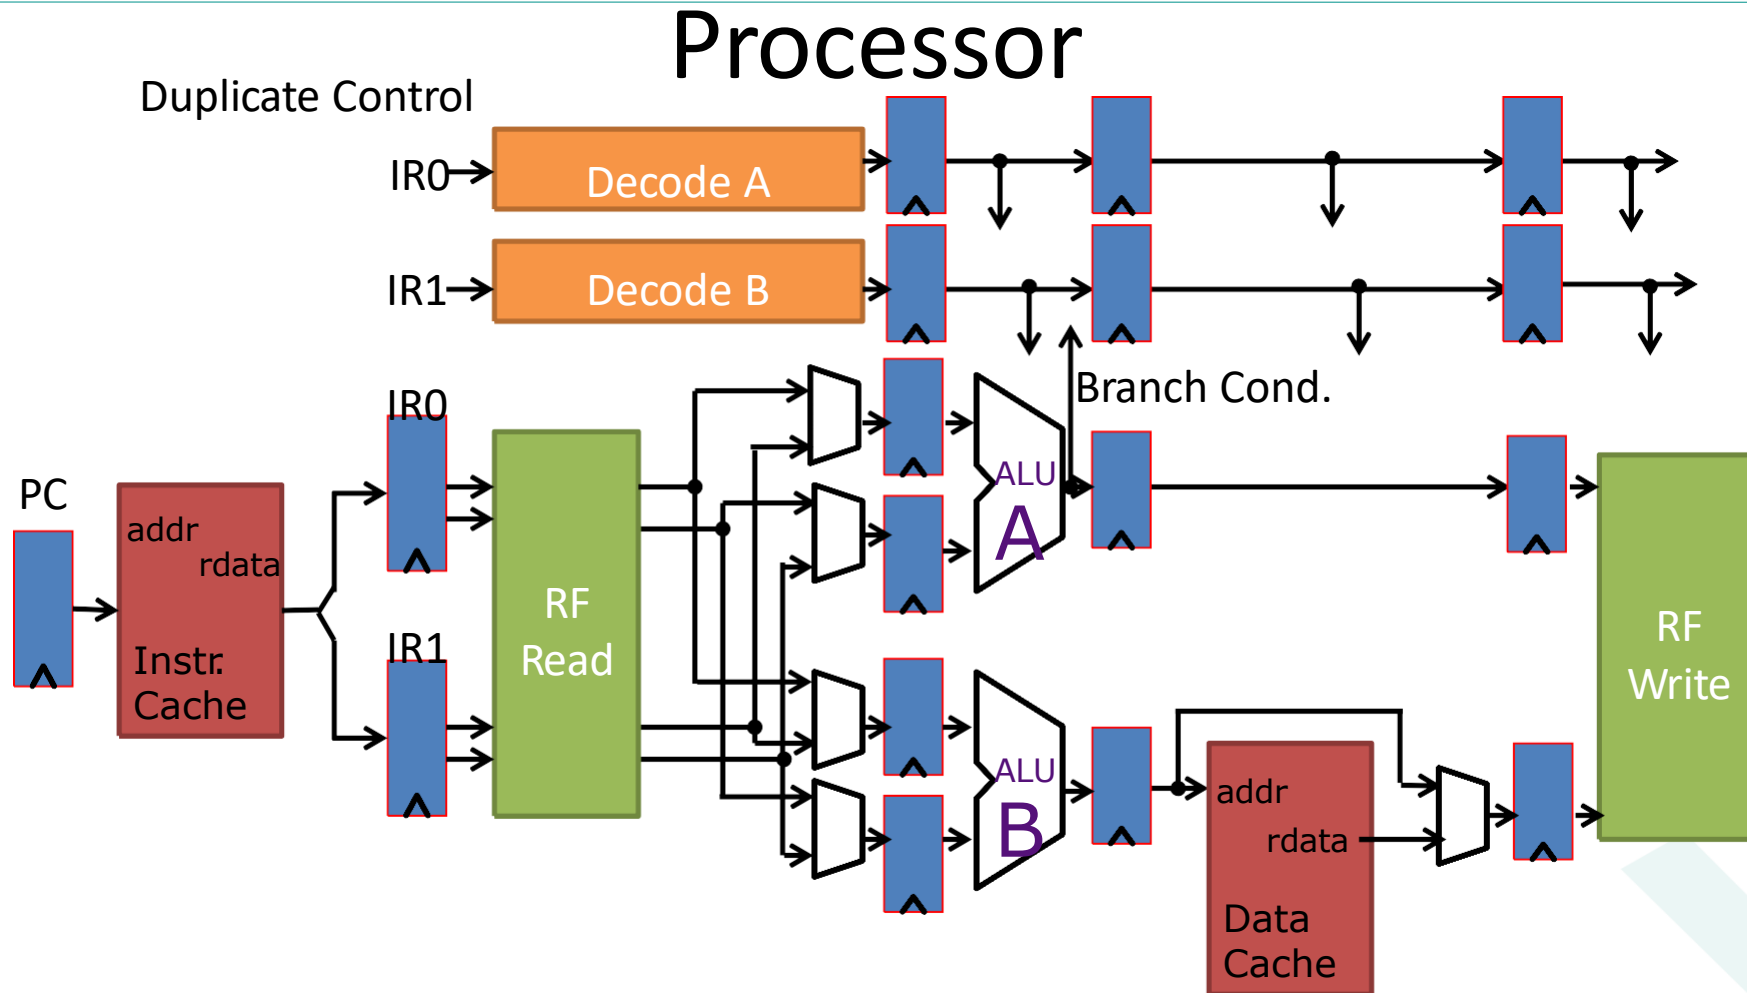 Processor
Duplicate Control
IR0
Decode A
IR1
Decode B
Branch Cond.
IR0
PC
addr
rdata
Instr.
Cache
IR1
RF
Read
ALU
A
ALU
B
addr
rdata
Data
Cache
RF
Write